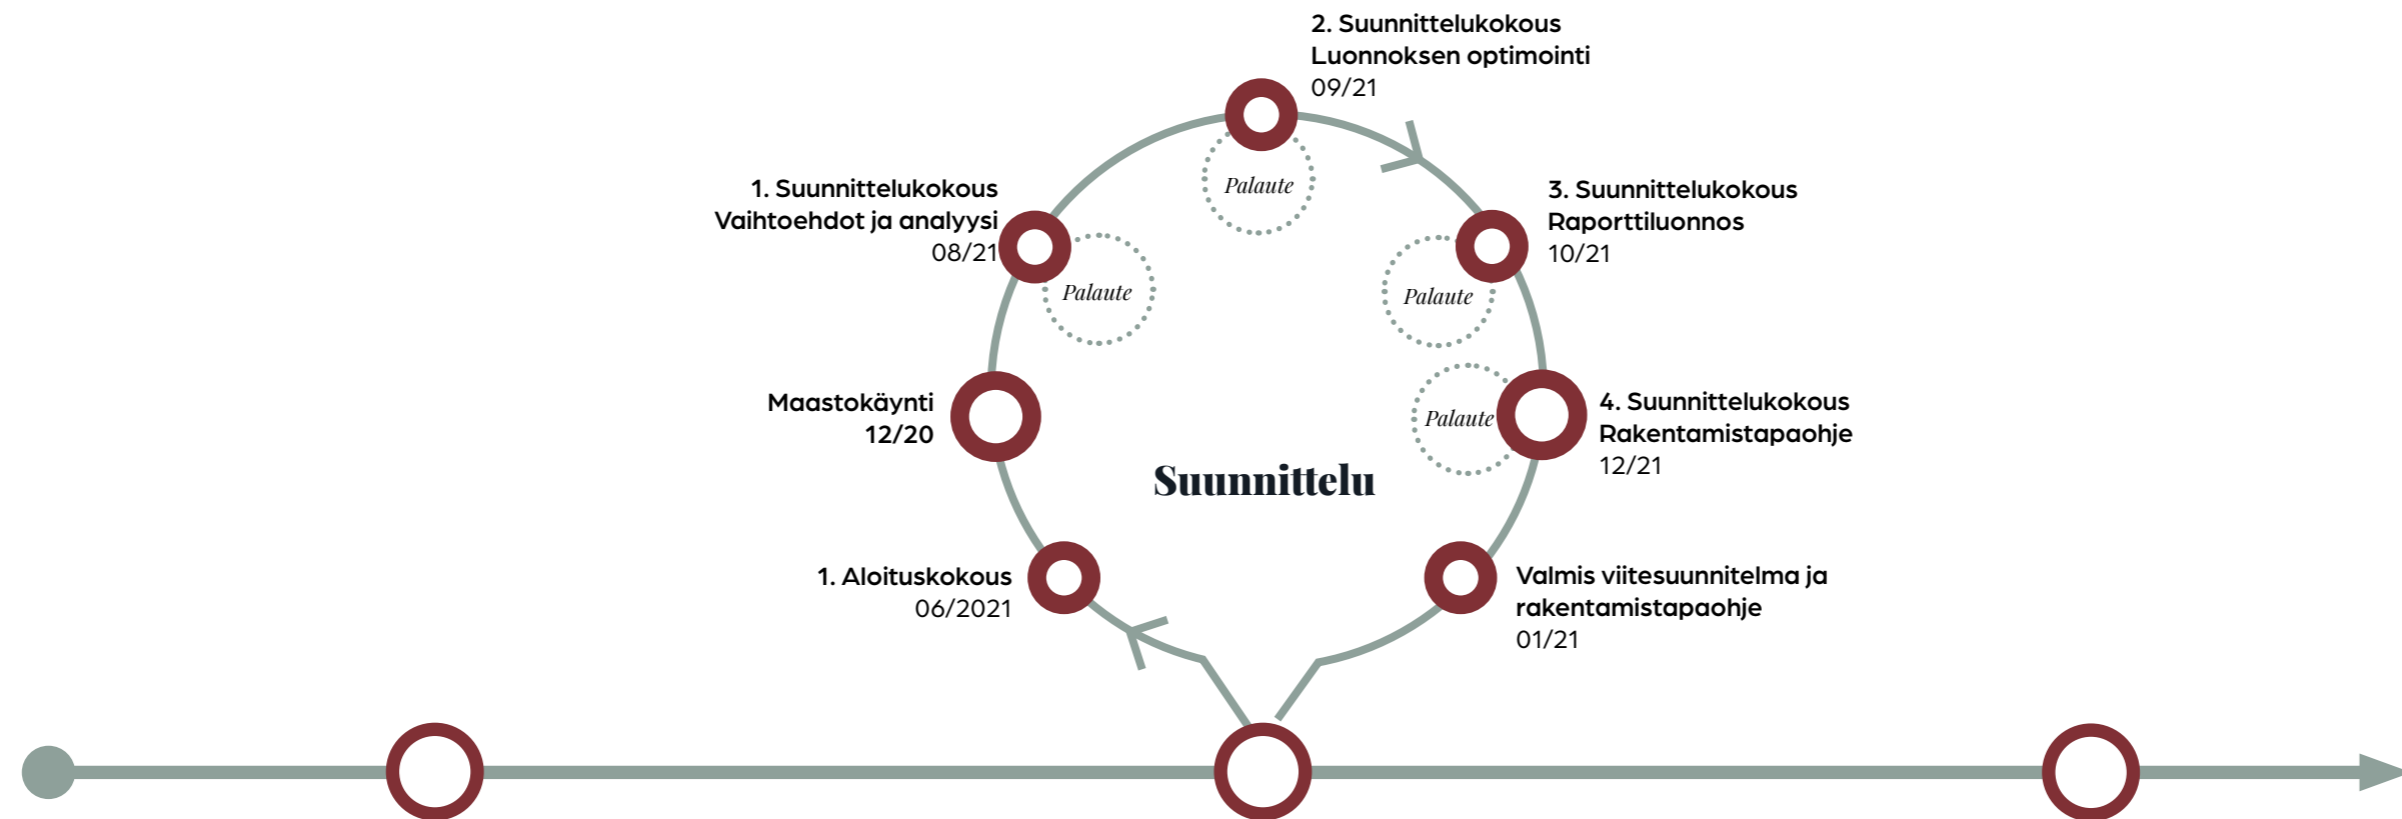 2. Suunnittelukokous
Luonnoksen optimointi
09/21
Palaute
1. Suunnittelukokous
Vaihtoehdot ja analyysi
08/21
Palaute
3. Suunnittelukokous
Raporttiluonnos
10/21
Palaute
Maastokäynti
12/20
4. Suunnittelukokous
Rakentamistapaohje
12/21
Palaute
Suunnittelu
1. Aloituskokous
06/2021
Valmis viitesuunnitelma ja
rakentamistapaohje
01/21